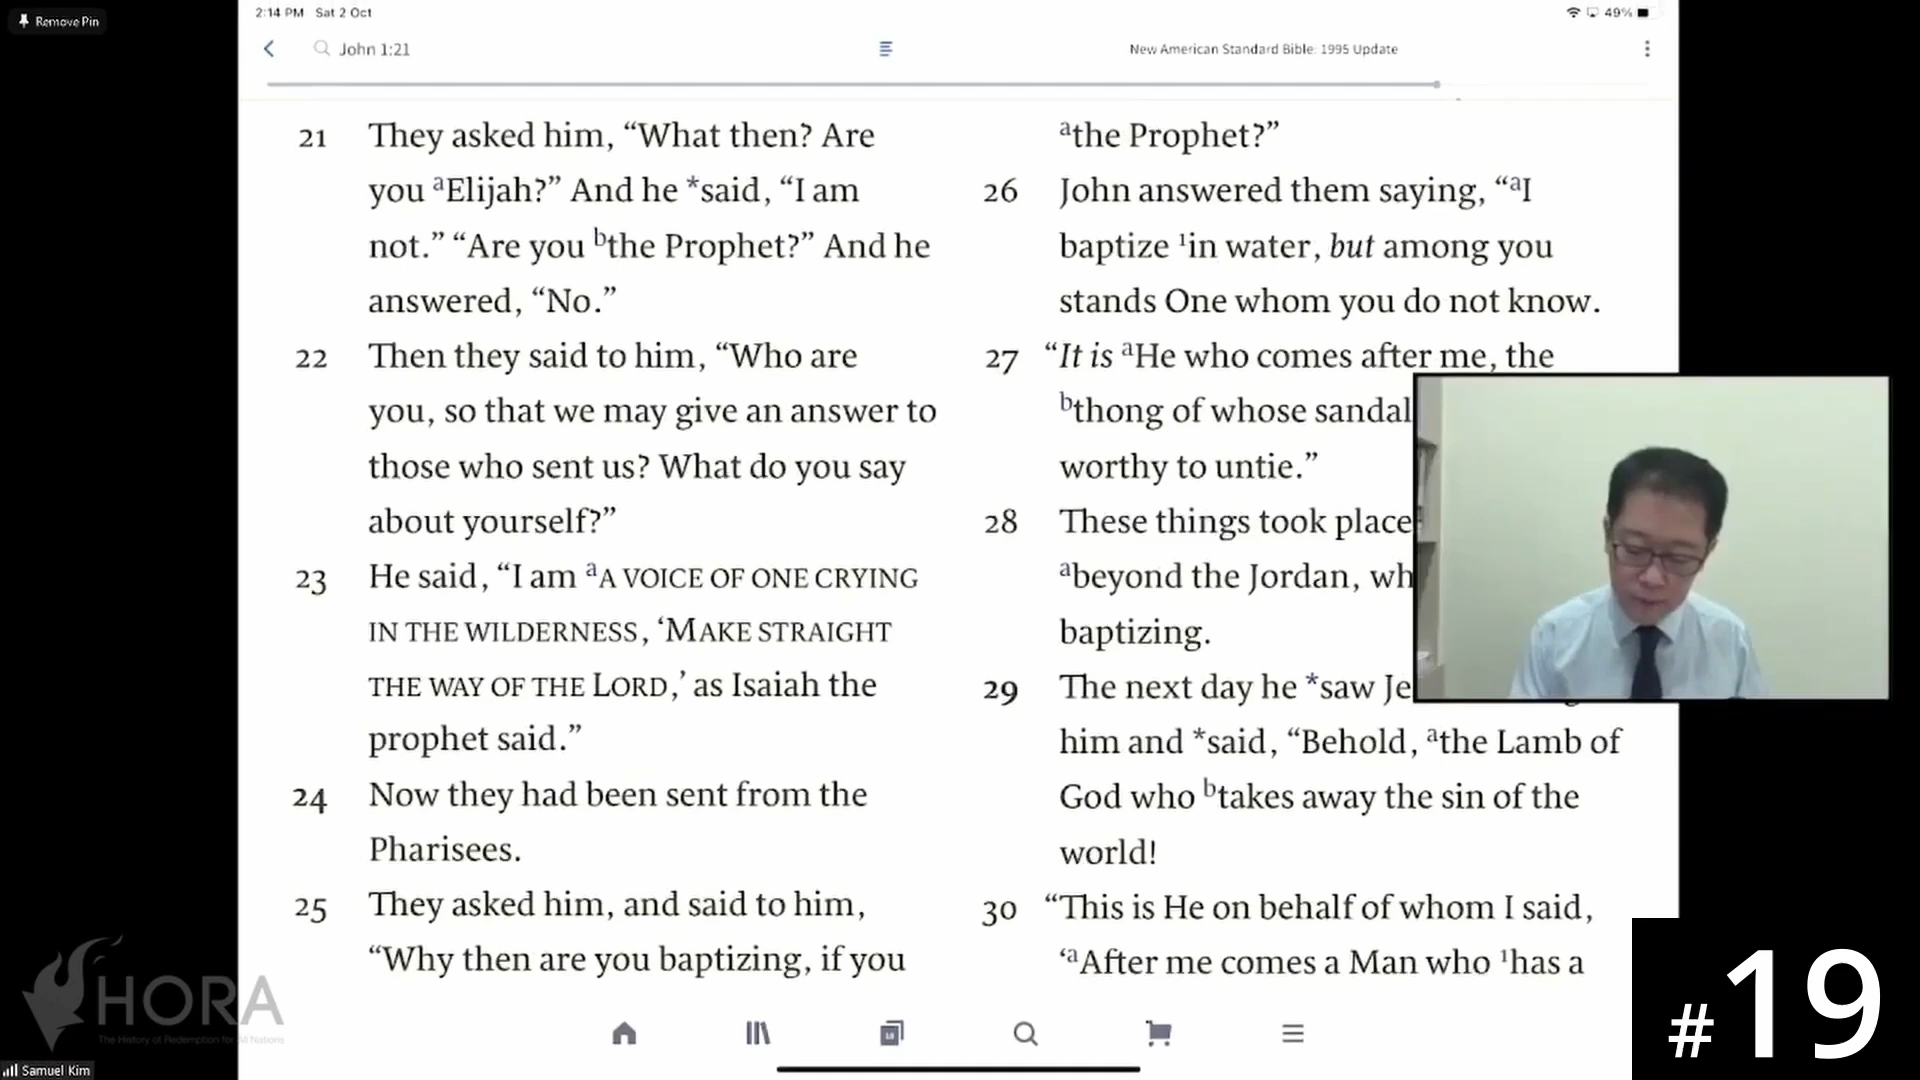 Remove Pin
2:14 PM Sat 2 Oct
49%
John 1:21
New American Standard Bible: 1995 Update
21 They asked him, “What then? Are
you ᵃElijah?” And he *said, “I am
not.” “Are you ᵇthe Prophet?” And he
answered, “No.”
22 Then they said to him, “Who are
you, so that we may give an answer to
those who sent us? What do you say
about yourself?”
23 He said, “I am ᵃA VOICE OF ONE CRYING
IN THE WILDERNESS, ‘MAKE STRAIGHT
THE WAY OF THE LORD,’ as Isaiah the
prophet said.”
24 Now they had been sent from the
Pharisees.
25 They asked him, and said to him,
“Why then are you baptizing, if you
ᵃthe Prophet?”
26 John answered them saying, “ᵃI
baptize ¹in water, but among you
stands One whom you do not know.
27 “It is ᵃHe who comes after me, the
ᵇthong of whose sandal
worthy to untie.”
28 These things took place
ᵃbeyond the Jordan, wh
baptizing.
29 The next day he *saw Je
him and *said, “Behold, ᵃthe Lamb of
God who ᵇtakes away the sin of the
world!
30 “This is He on behalf of whom I said,
‘ᵃAfter me comes a Man who ¹has a
HORA
The History of Redemption for All Nations
Samuel Kim
#19